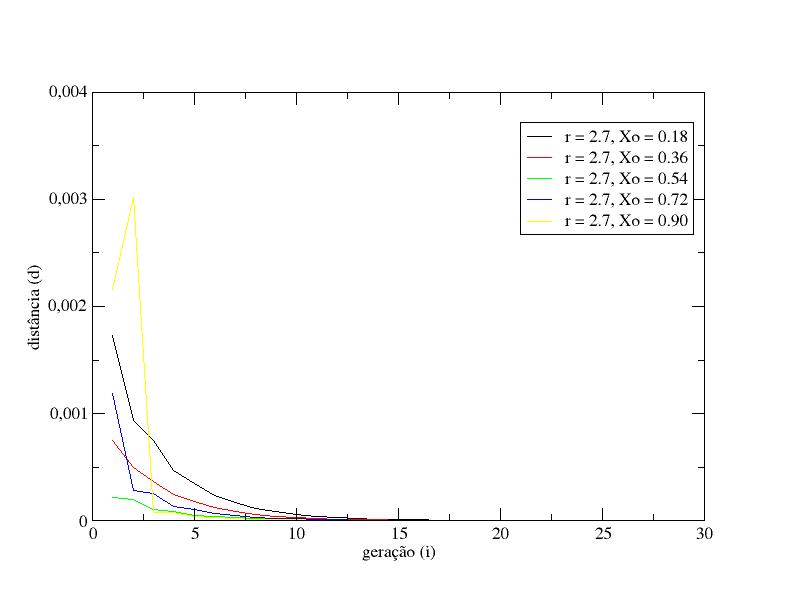 0,004
0,003
0,002
0,001
0
distância (d)
r = 2.7, Xo = 0.18
r = 2.7, Xo = 0.36
r = 2.7, Xo = 0.54
r = 2.7, Xo = 0.72
r = 2.7, Xo = 0.90
0 5 10 15 20 25 30
geração (i)